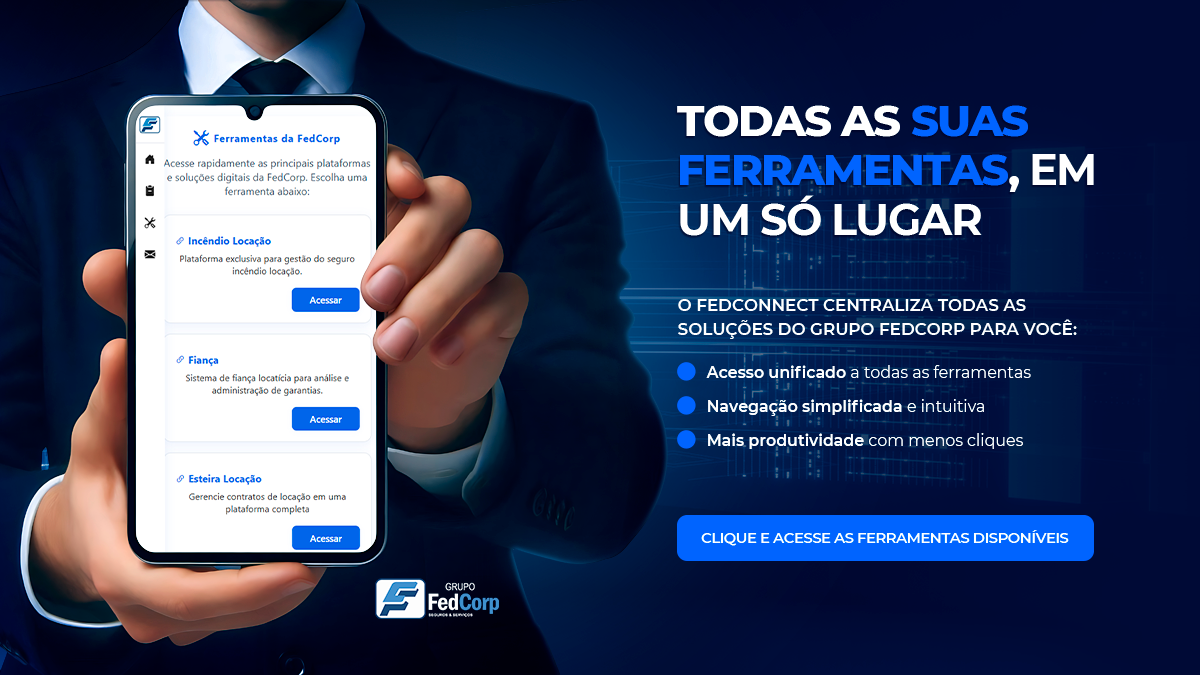 Ferramentas da FedCorp
Acesse rapidamente as principais plataformas
e soluções digitais da FedCorp. Escolha uma
ferramenta abaixo:
Incêndio Locação
Plataforma exclusiva para gestão do seguro
incêndio locação.
Acessar
Fiança
Sistema de fiança locatícia para análise e
administração de garantias.
Acessar
Esteira Locação
Gerencie contratos de locação em uma
plataforma completa
Acessar
GRUPO
FedCorp
SEGUROS & SERVIÇOS
TODAS AS SUAS
FERRAMENTAS, EM
UM SÓ LUGAR
O FEDCONNECT CENTRALIZA TODAS AS
SOLUÇÕES DO GRUPO FEDCORP PARA VOCÊ:
Acesso unificado a todas as ferramentas
Navegação simplificada e intuitiva
Mais produtividade com menos cliques
CLIQUE E ACESSE AS FERRAMENTAS DISPONÍVEIS